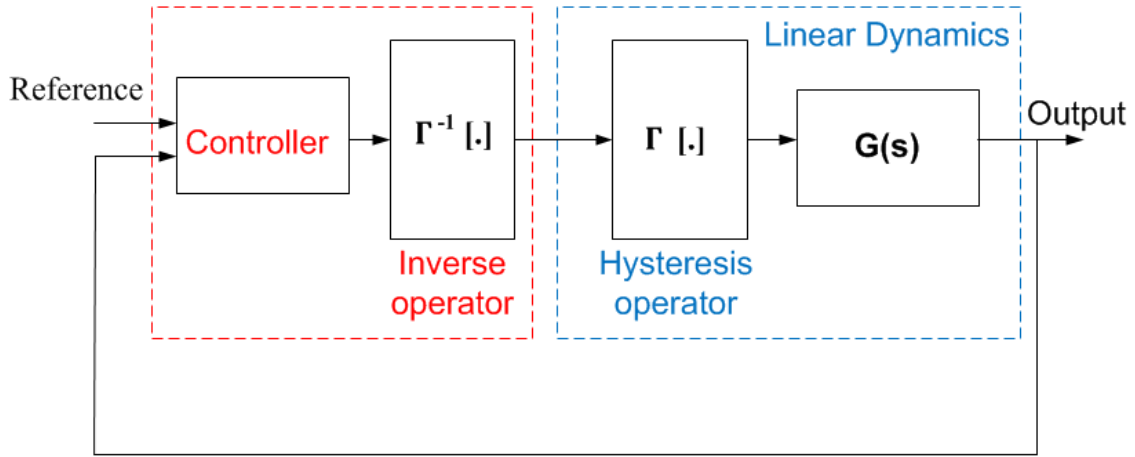 Linear Dynamics
Reference
Controller
Γ⁻¹ [.]
Γ [.]
G(s)
Output
Inverse
operator
Hysteresis
operator